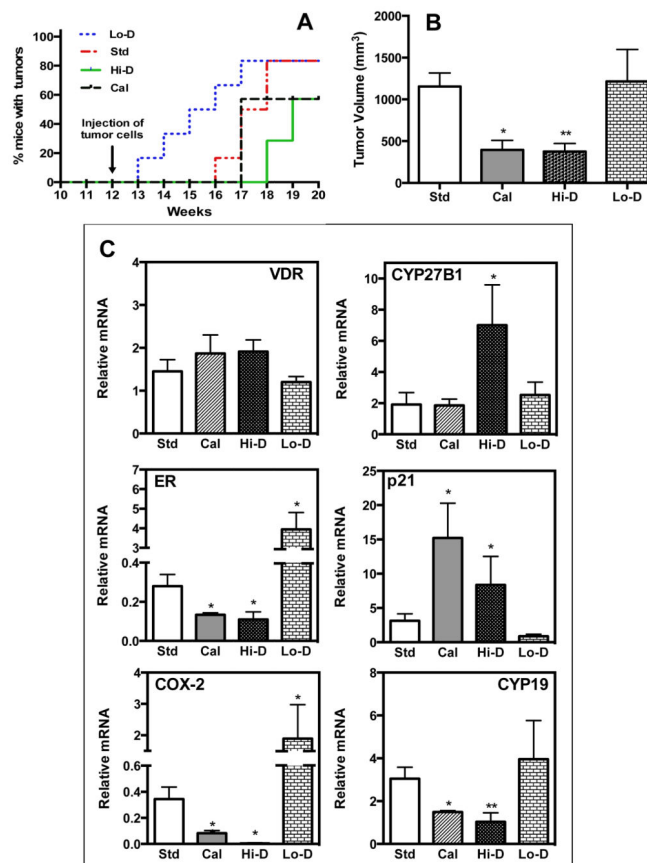 A
% mice with tumors
100
80
60
40
20
0
Lo-D
Std
Hi-D
Cal
Injection of
tumor cells
10 11 12 13 14 15 16 17 18 19 20
Weeks
B
Tumor Volume (mm³)
2000
1500
1000
500
0
* **
Std Cal Hi-D Lo-D
C
VDR
Relative mRNA
4
3
2
1
0
Std Cal Hi-D Lo-D
CYP27B1
Relative mRNA
10
8
6
4
2
0
*
Std Cal Hi-D Lo-D
ER
Relative mRNA
7
6
5
4
3
0.4
0.2
0.0
* * *
Std Cal Hi-D Lo-D
p21
Relative mRNA
25
20
15
10
5
0
* *
Std Cal Hi-D Lo-D
COX-2
Relative mRNA
4
3
2
0.6
0.4
0.2
0.0
* * *
Std Cal Hi-D Lo-D
CYP19
Relative mRNA
8
6
4
2
0
* **
Std Cal Hi-D Lo-D